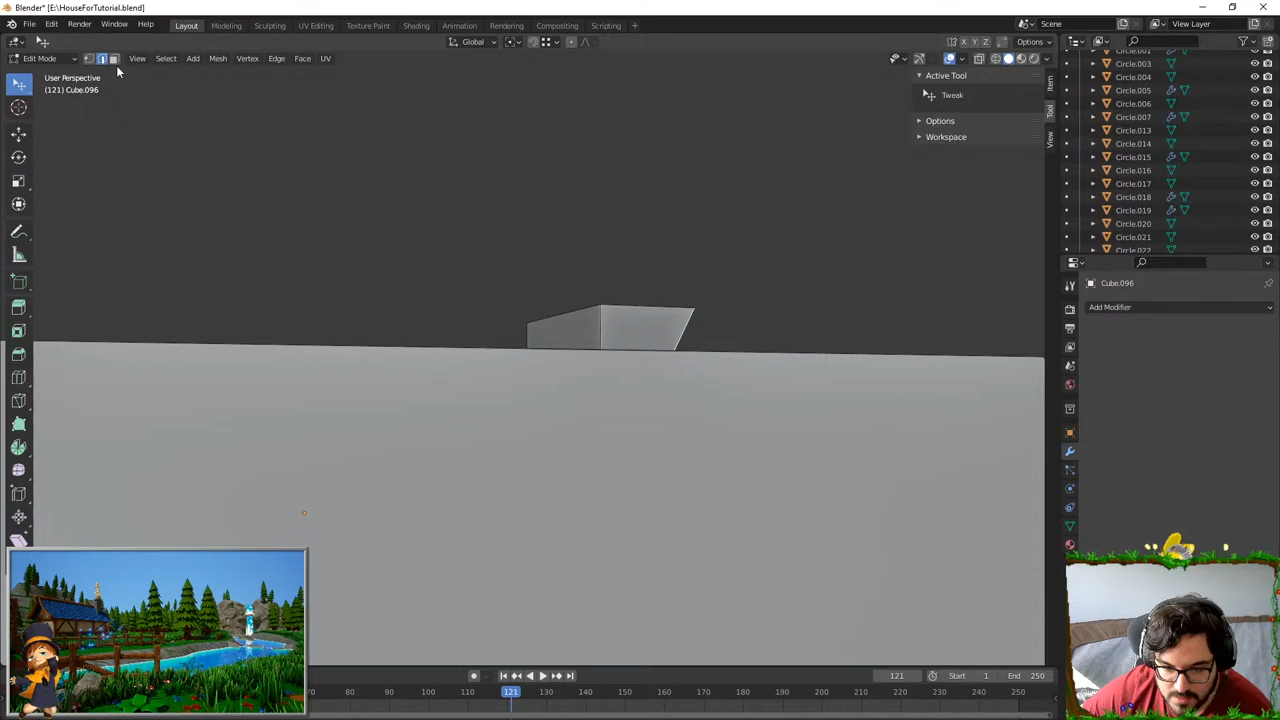 Blender* [E:\HouseForTutorial.blend]
File Edit Render Window Help Layout Modeling Sculpting UV Editing Texture Paint Shading Animation Rendering Compositing Scripting + Scene View Layer
Global X Y Z Options
Edit Mode View Select Add Mesh Vertex Edge Face UV
User Perspective
(121) Cube.096
Active Tool
Tweak
Options
Workspace
Item
Tool
View
Circle.003
Circle.004
Circle.005
Circle.006
Circle.007
Circle.013
Circle.014
Circle.015
Circle.016
Circle.017
Circle.018
Circle.019
Circle.020
Circle.021
Circle.022
Cube.096
Add Modifier
121 Start 1 End 250
70 80 90 100 110 121 130 140 150 160 170 180 190 200 210 220 230 240 250